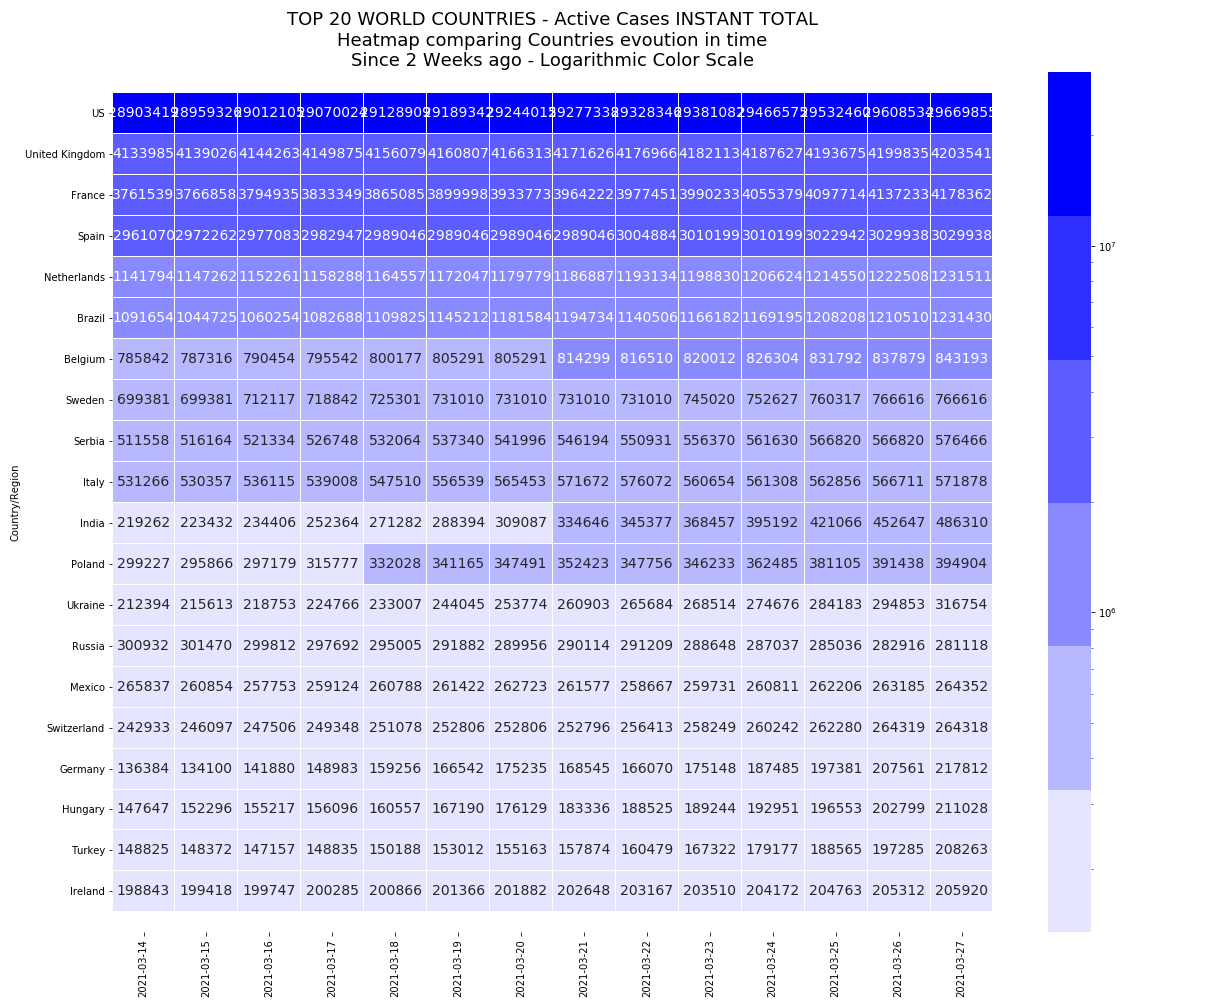 TOP 20 WORLD COUNTRIES - Active Cases INSTANT TOTAL
Heatmap comparing Countries evoution in time
Since 2 Weeks ago - Logarithmic Color Scale
Country/Region
US 28903419 28959326 29012105 29070024 29128909 29189342 29244015 29277338 29328346 29381082 29466575 29532460 29608534 29669855
United Kingdom 4133985 4139026 4144263 4149875 4156079 4160807 4166313 4171626 4176966 4182113 4187627 4193675 4199835 4203541
France 3761539 3766858 3794935 3833349 3865085 3899998 3933773 3964222 3977451 3990233 4055379 4097714 4137233 4178362
Spain 2961070 2972262 2977083 2982947 2989046 2989046 2989046 2989046 3004884 3010199 3010199 3022942 3029938 3029938
Netherlands 1141794 1147262 1152261 1158288 1164557 1172047 1179779 1186887 1193134 1198830 1206624 1214550 1222508 1231511
Brazil 1091654 1044725 1060254 1082688 1109825 1145212 1181584 1194734 1140506 1166182 1169195 1208208 1210510 1231430
Belgium 785842 787316 790454 795542 800177 805291 805291 814299 816510 820012 826304 831792 837879 843193
Sweden 699381 699381 712117 718842 725301 731010 731010 731010 731010 745020 752627 760317 766616 766616
Serbia 511558 516164 521334 526748 532064 537340 541996 546194 550931 556370 561630 566820 566820 576466
Italy 531266 530357 536115 539008 547510 556539 565453 571672 576072 560654 561308 562856 566711 571878
India 219262 223432 234406 252364 271282 288394 309087 334646 345377 368457 395192 421066 452647 486310
Poland 299227 295866 297179 315777 332028 341165 347491 352423 347756 346233 362485 381105 391438 394904
Ukraine 212394 215613 218753 224766 233007 244045 253774 260903 265684 268514 274676 284183 294853 316754
Russia 300932 301470 299812 297692 295005 291882 289956 290114 291209 288648 287037 285036 282916 281118
Mexico 265837 260854 257753 259124 260788 261422 262723 261577 258667 259731 260811 262206 263185 264352
Switzerland 242933 246097 247506 249348 251078 252806 252806 252796 256413 258249 260242 262280 264319 264318
Germany 136384 134100 141880 148983 159256 166542 175235 168545 166070 175148 187485 197381 207561 217812
Hungary 147647 152296 155217 156096 160557 167190 176129 183336 188525 189244 192951 196553 202799 211028
Turkey 148825 148372 147157 148835 150188 153012 155163 157874 160479 167322 179177 188565 197285 208263
Ireland 198843 199418 199747 200285 200866 201366 201882 202648 203167 203510 204172 204763 205312 205920
2021-03-14 2021-03-15 2021-03-16 2021-03-17 2021-03-18 2021-03-19 2021-03-20 2021-03-21 2021-03-22 2021-03-23 2021-03-24 2021-03-25 2021-03-26 2021-03-27
10⁷
10⁶